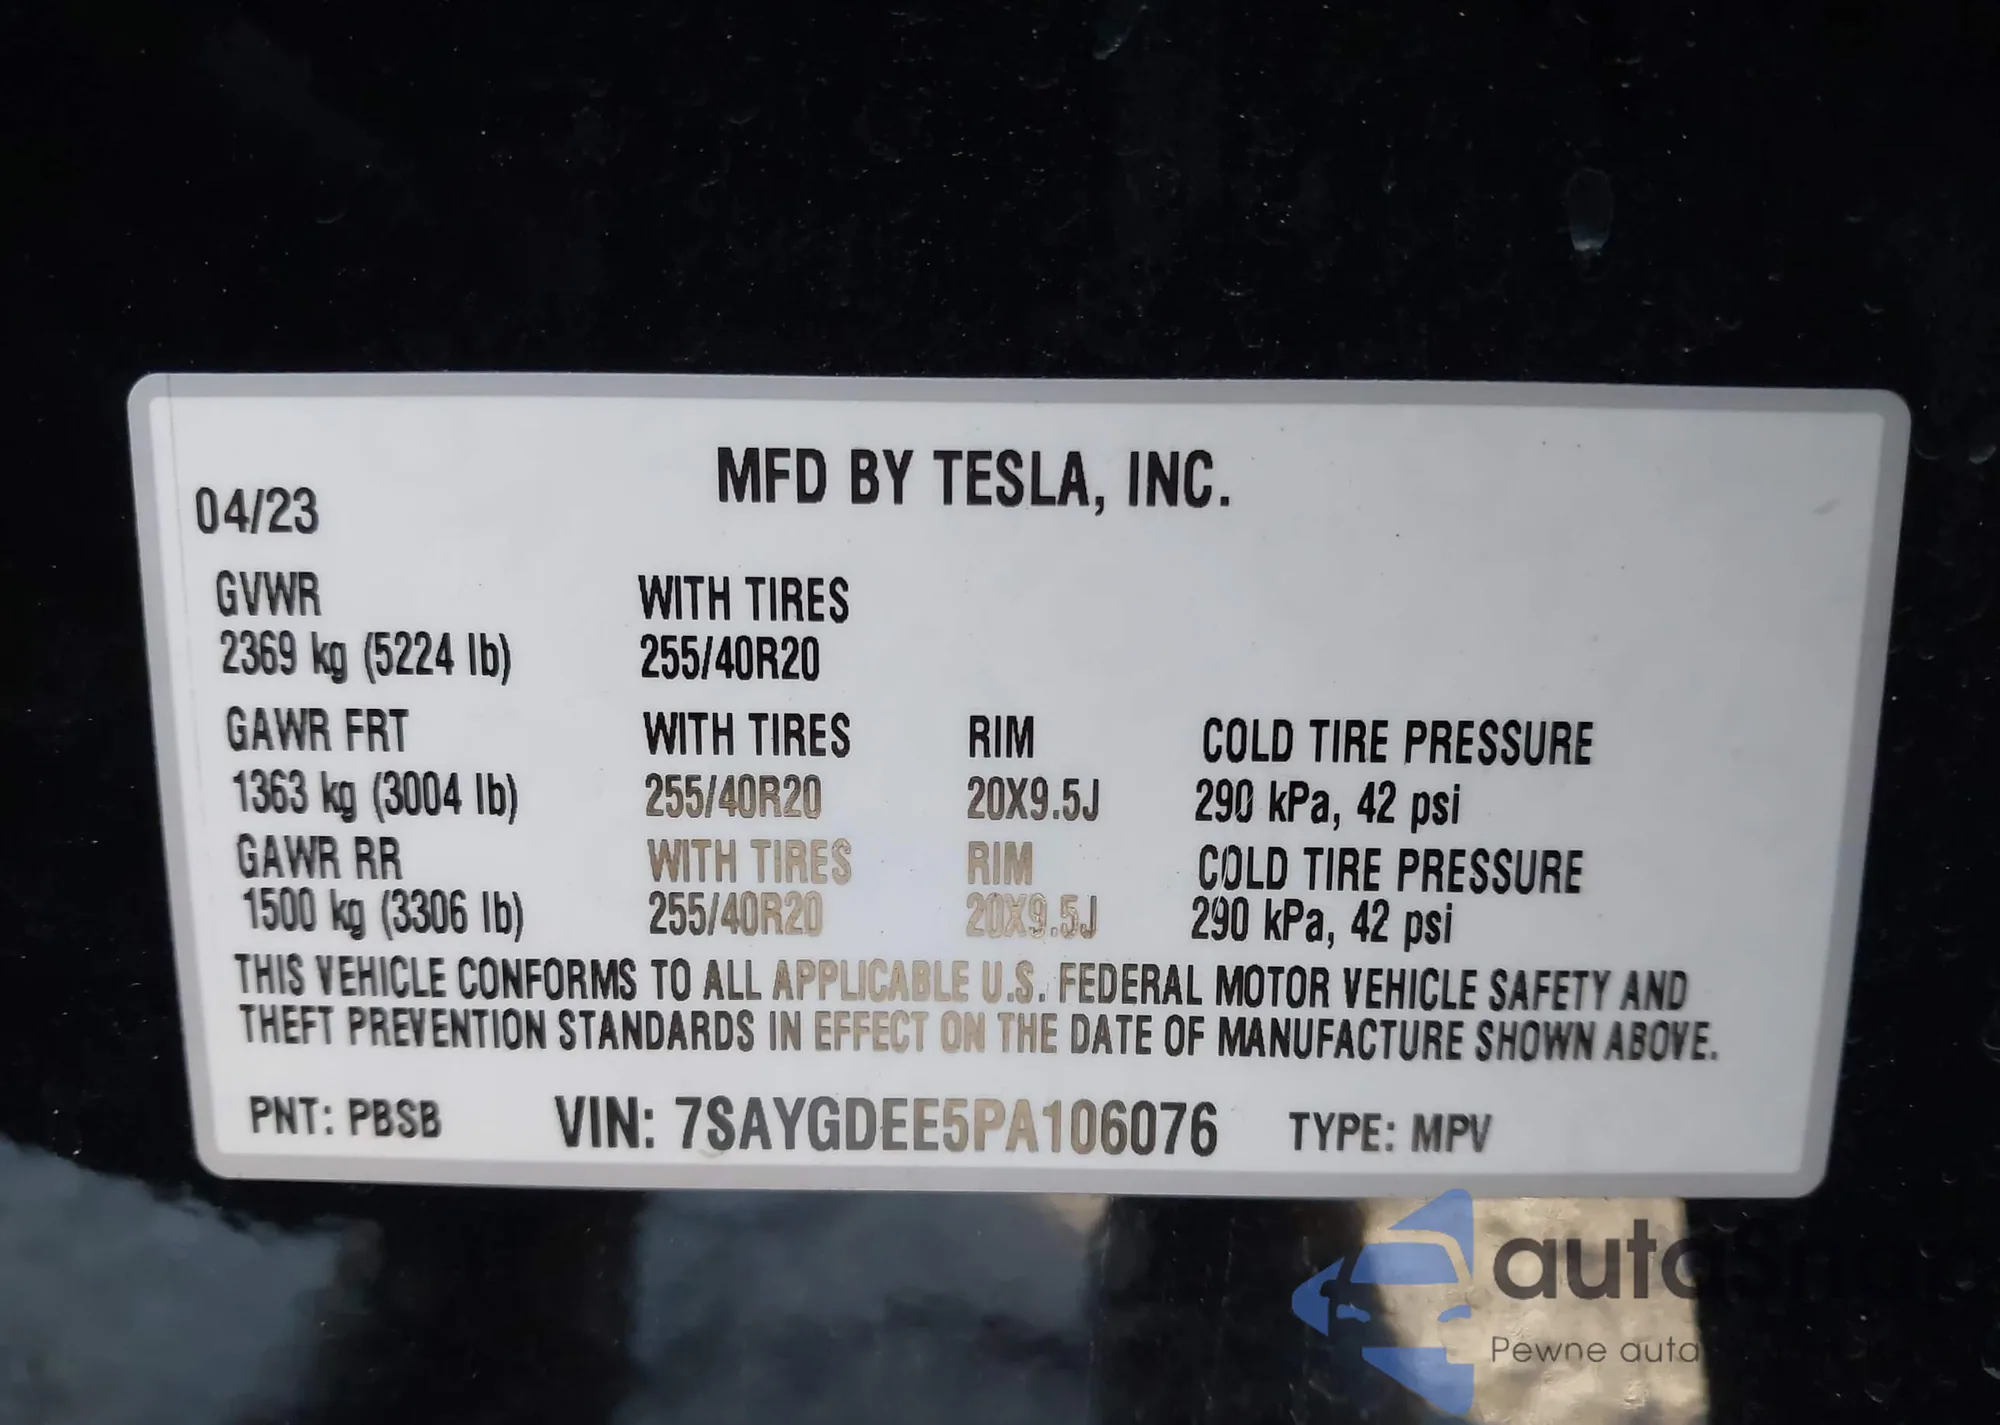 MFD BY TESLA, INC.
04/23
GVWR WITH TIRES
2369 kg (5224 lb) 255/40R20
GAWR FRT WITH TIRES RIM COLD TIRE PRESSURE
1363 kg (3004 lb) 255/40R20 20X9.5J 290 kPa, 42 psi
GAWR RR WITH TIRES RIM COLD TIRE PRESSURE
1500 kg (3306 lb) 255/40R20 20X9.5J 290 kPa, 42 psi
THIS VEHICLE CONFORMS TO ALL APPLICABLE U.S. FEDERAL MOTOR VEHICLE SAFETY AND
THEFT PREVENTION STANDARDS IN EFFECT ON THE DATE OF MANUFACTURE SHOWN ABOVE.
PNT: PBSB VIN: 7SAYGDEE5PA106076 TYPE: MPV
Pewne auta